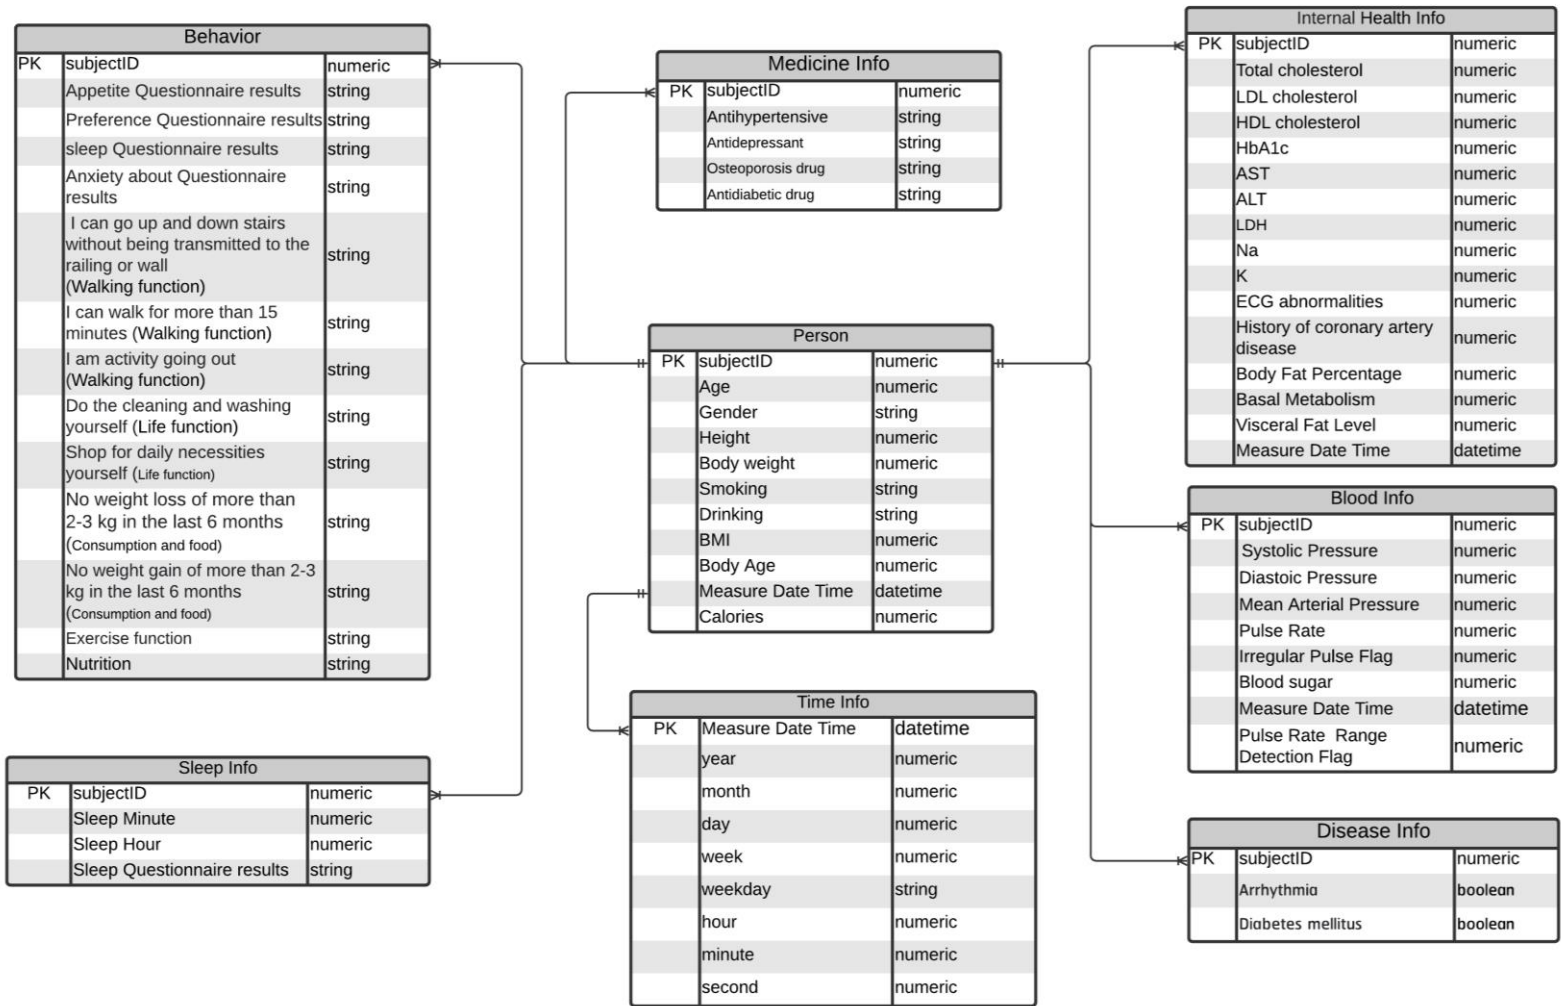 Behavior
PK subjectID numeric
Appetite Questionnaire results string
Preference Questionnaire results string
sleep Questionnaire results string
Anxiety about Questionnaire
results string
I can go up and down stairs
without being transmitted to the
railing or wall string
(Walking function)
I can walk for more than 15
minutes (Walking function) string
I am activity going out
(Walking function) string
Do the cleaning and washing
yourself (Life function) string
Shop for daily necessities
yourself (Life function) string
No weight loss of more than
2-3 kg in the last 6 months string
(Consumption and food)
No weight gain of more than 2-3
kg in the last 6 months string
(Consumption and food)
Exercise function string
Nutrition string
Sleep Info
PK subjectID numeric
Sleep Minute numeric
Sleep Hour numeric
Sleep Questionnaire results string
Medicine Info
PK subjectID numeric
Antihypertensive string
Antidepressant string
Osteoporosis drug string
Antidiabetic drug string
Person
PK subjectID numeric
Age numeric
Gender string
Height numeric
Body weight numeric
Smoking string
Drinking string
BMI numeric
Body Age numeric
Measure Date Time datetime
Calories numeric
Time Info
PK Measure Date Time datetime
year numeric
month numeric
day numeric
week numeric
weekday string
hour numeric
minute numeric
second numeric
Internal Health Info
PK subjectID numeric
Total cholesterol numeric
LDL cholesterol numeric
HDL cholesterol numeric
HbA1c numeric
AST numeric
ALT numeric
LDH numeric
Na numeric
K numeric
ECG abnormalities numeric
History of coronary artery
disease numeric
Body Fat Percentage numeric
Basal Metabolism numeric
Visceral Fat Level numeric
Measure Date Time datetime
Blood Info
PK subjectID numeric
Systolic Pressure numeric
Diastoic Pressure numeric
Mean Arterial Pressure numeric
Pulse Rate numeric
Irregular Pulse Flag numeric
Blood sugar numeric
Measure Date Time datetime
Pulse Rate Range
Detection Flag numeric
Disease Info
PK subjectID numeric
Arrhythmia boolean
Diabetes mellitus boolean